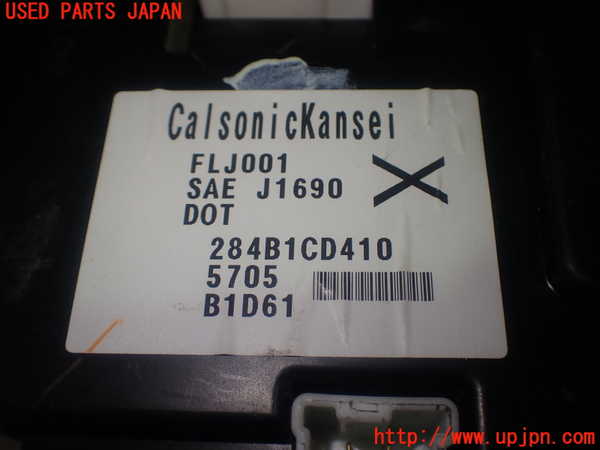 USED PARTS JAPAN
CalsonicKansei
FLJ001
SAE J1690
DOT
284B1CD410
5705
B1D61
http://www.upjpn.com/